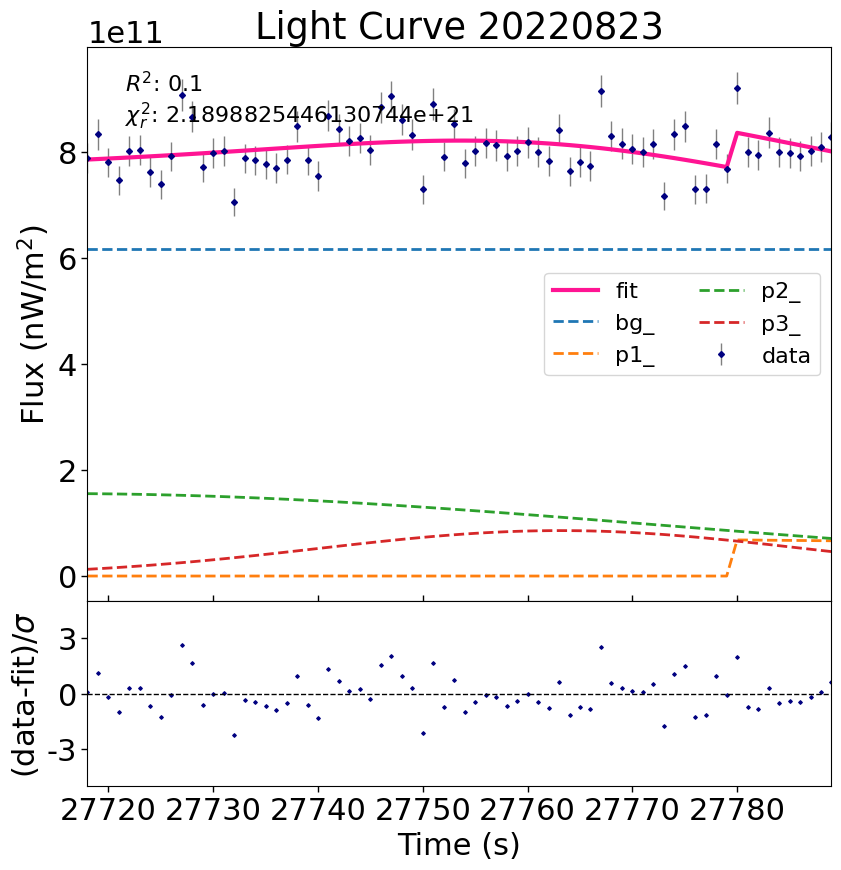 Light Curve 20220823
1e11
R²: 0.1
χ²ᵣ: 2.1898825446130744e+21
Flux (nW/m²)
8
6
4
2
0
fit
bg_
p1_
p2_
p3_
data
(data-fit)/σ
3
0
-3
27720 27730 27740 27750 27760 27770 27780
Time (s)